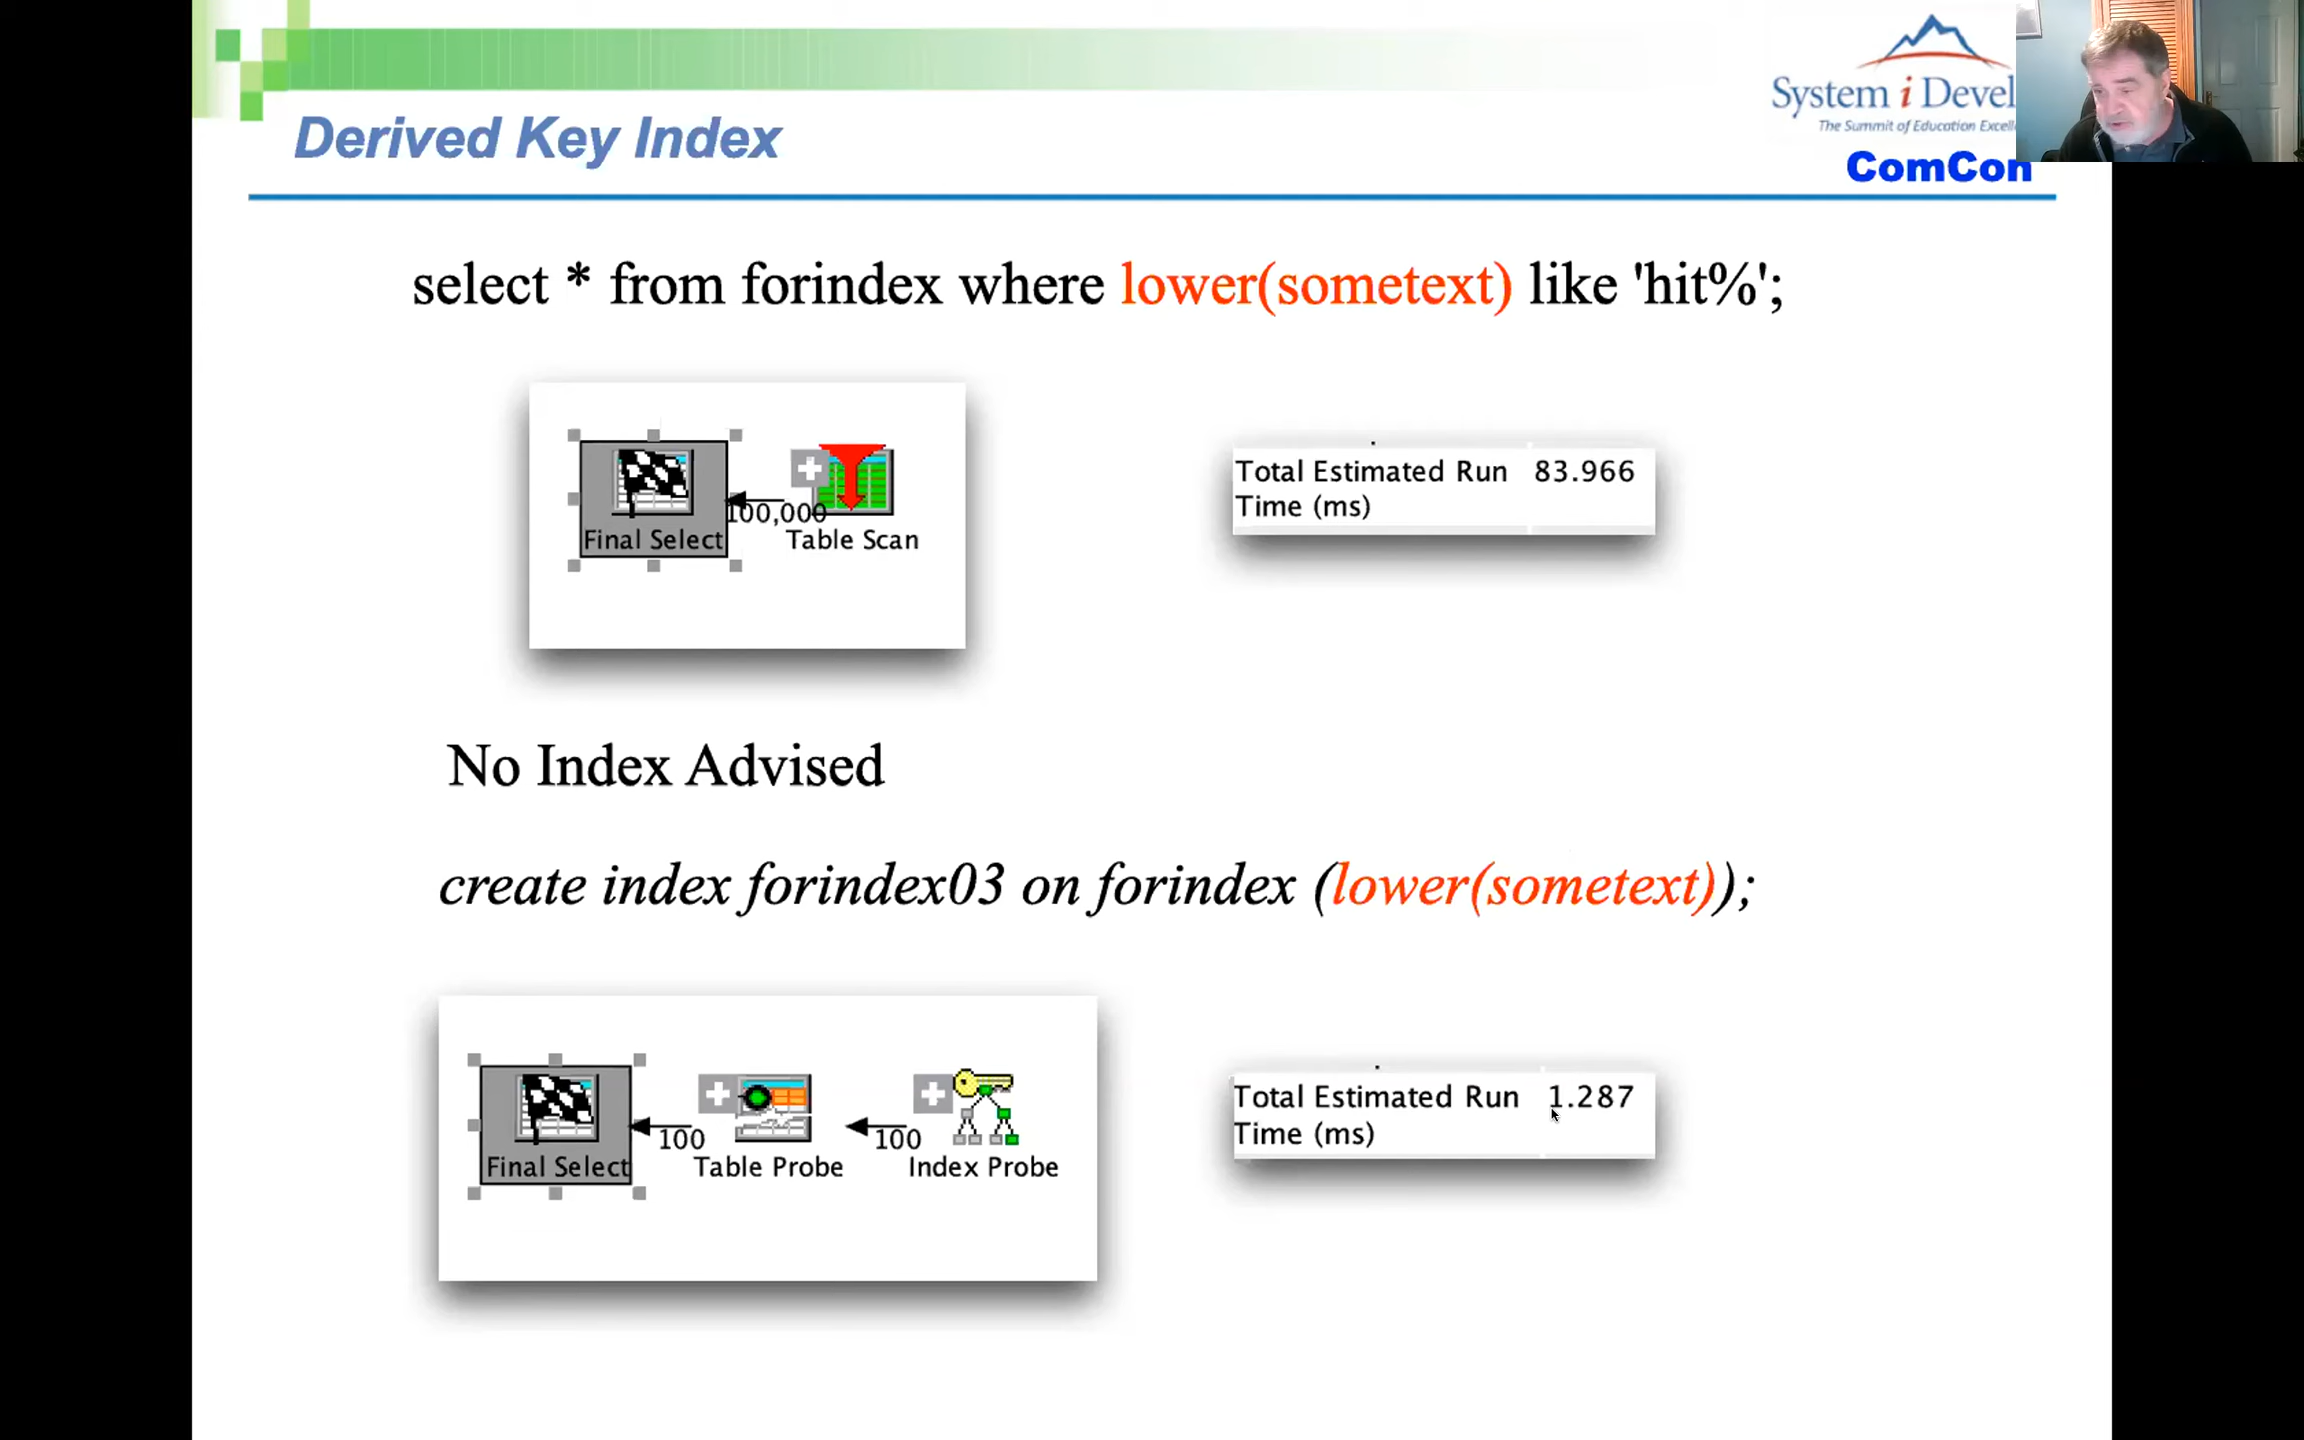 System i Devel
The Summit of Education Excell
ComCon
Derived Key Index
select * from forindex where lower(sometext) like 'hit%';
100,000
Final Select
Table Scan
Total Estimated Run 83.966
Time (ms)
No Index Advised
create index forindex03 on forindex (lower(sometext));
100
100
Final Select
Table Probe
Index Probe
Total Estimated Run 1.287
Time (ms)